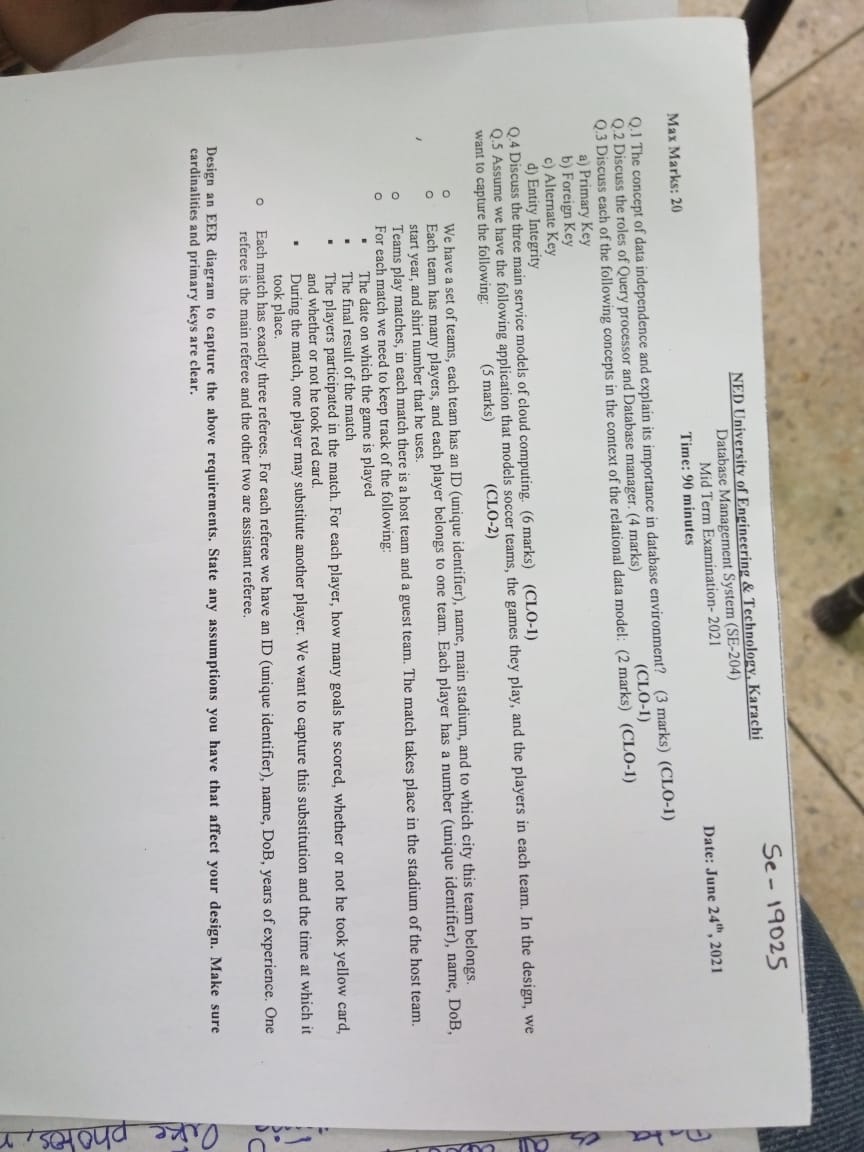 Se-19025
NED University of Engineering & Technology, Karachi
Database Management System (SE-204)
Mid Term Examination- 2021
Time: 90 minutes
Date: June 24th, 2021
Max Marks: 20
Q.1 The concept of data independence and explain its importance in database environment? (3 marks) (CLO-1)
Q.2 Discuss the roles of Query processor and Database manager. (4 marks) (CLO-1)
Q.3 Discuss each of the following concepts in the context of the relational data model: (2 marks) (CLO-1)
a) Primary Key
b) Foreign Key
c) Alternate Key
d) Entity Integrity
Q.4 Discuss the three main service models of cloud computing. (6 marks) (CLO-1)
Q.5 Assume we have the following application that models soccer teams, the games they play, and the players in each team. In the design, we
want to capture the following: (5 marks) (CLO-2)
o We have a set of teams, each team has an ID (unique identifier), name, main stadium, and to which city this team belongs.
o Each team has many players, and each player belongs to one team. Each player has a number (unique identifier), name, DoB,
start year, and shirt number that he uses.
o Teams play matches, in each match there is a host team and a guest team. The match takes place in the stadium of the host team.
o For each match we need to keep track of the following:
▪ The date on which the game is played
▪ The final result of the match
▪ The players participated in the match. For each player, how many goals he scored, whether or not he took yellow card,
and whether or not he took red card.
▪ During the match, one player may substitute another player. We want to capture this substitution and the time at which it
took place.
o Each match has exactly three referees. For each referee we have an ID (unique identifier), name, DoB, years of experience. One
referee is the main referee and the other two are assistant referee.
Design an EER diagram to capture the above requirements. State any assumptions you have that affect your design. Make sure
cardinalities and primary keys are clear.
photos,